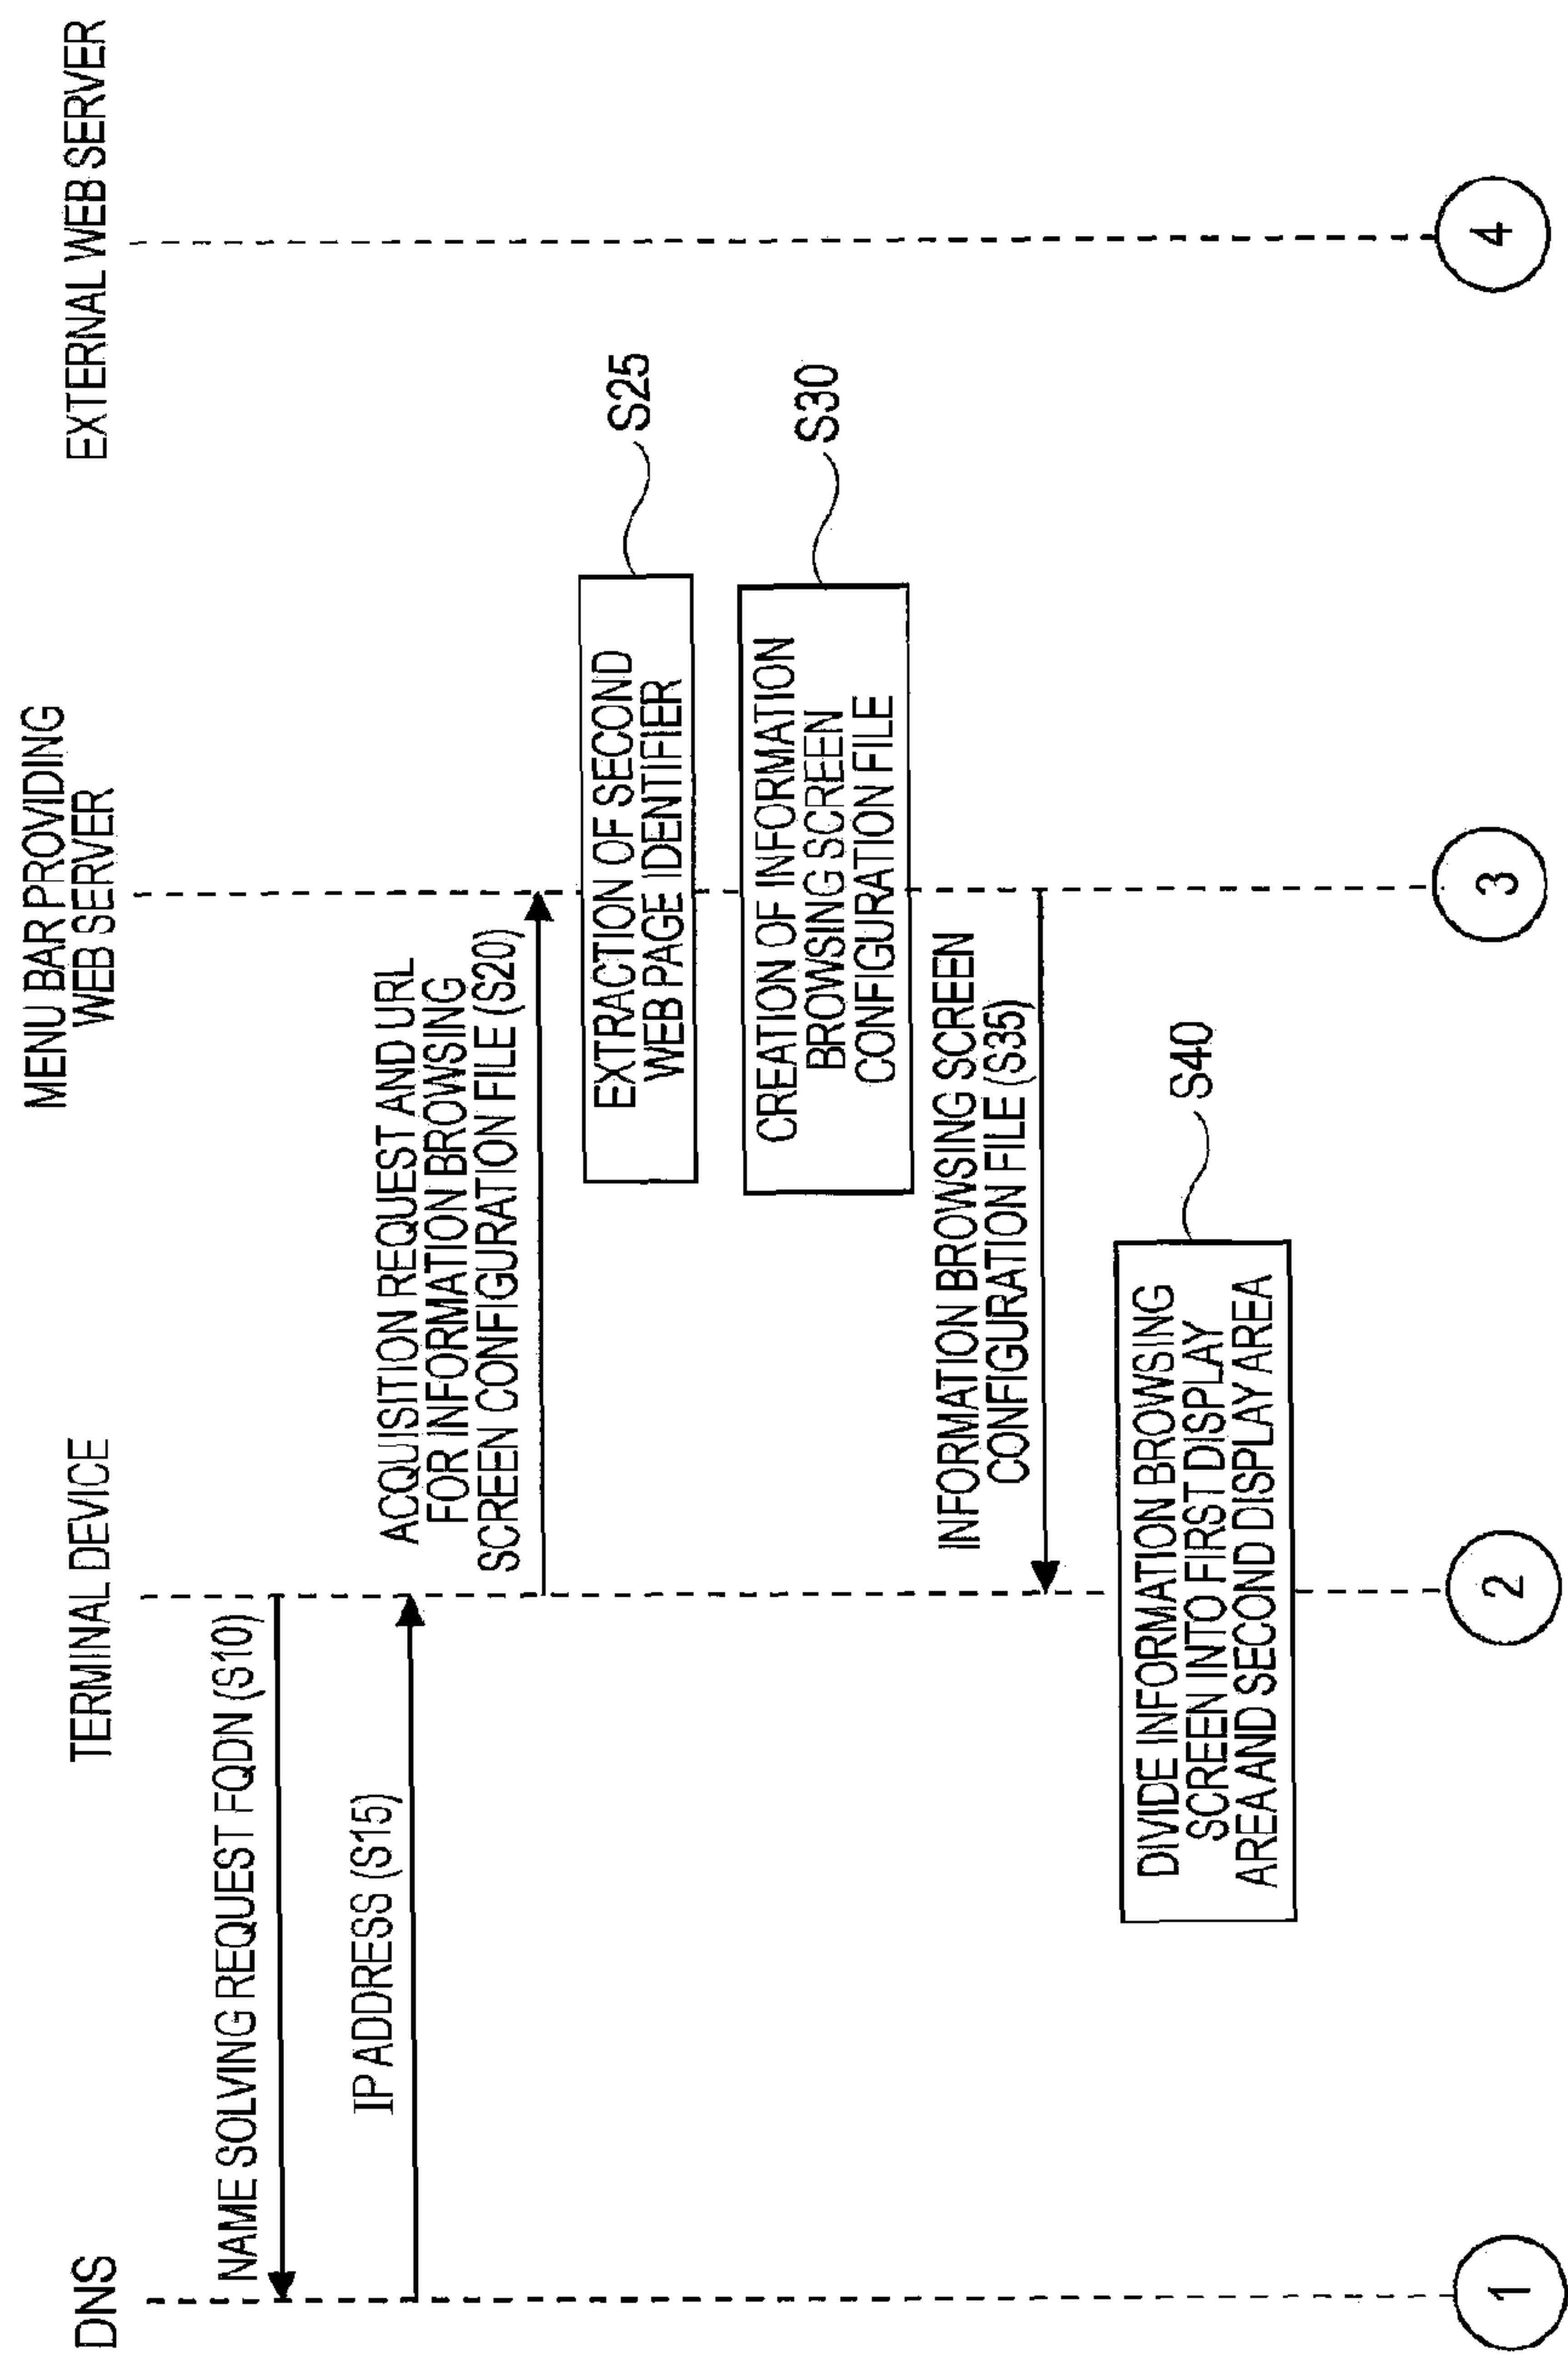 DNS
TERMINAL DEVICE
MENU BAR PROVIDING
WEB SERVER
EXTERNAL WEB SERVER
NAME SOLVING REQUEST FQDN (S10)
IP ADDRESS (S15)
ACQUISITION REQUEST AND URL
FOR INFORMATION BROWSING
SCREEN CONFIGURATION FILE (S20)
EXTRACTION OF SECOND
WEB PAGE IDENTIFIER
S25
CREATION OF INFORMATION
BROWSING SCREEN
CONFIGURATION FILE
S30
INFORMATION BROWSING SCREEN
CONFIGURATION FILE (S35)
DIVIDE INFORMATION BROWSING
SCREEN INTO FIRST DISPLAY
AREA AND SECOND DISPLAY AREA
S40
1
2
3
4